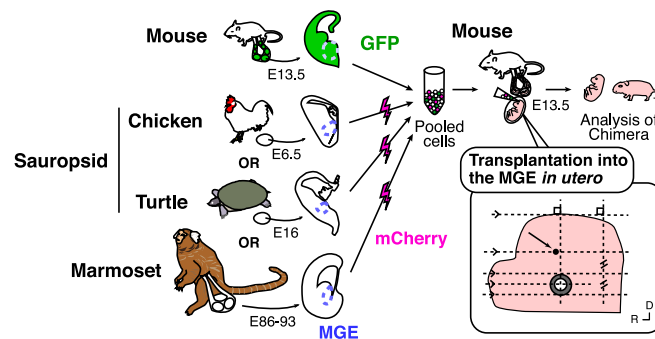 Mouse
GFP
E13.5
Mouse
Chicken
E6.5
OR
Sauropsid
Turtle
E16
OR
Marmoset
E86-93
MGE
mCherry
Pooled
cells
E13.5
Analysis of
Chimera
Transplantation into
the MGE in utero
D
R